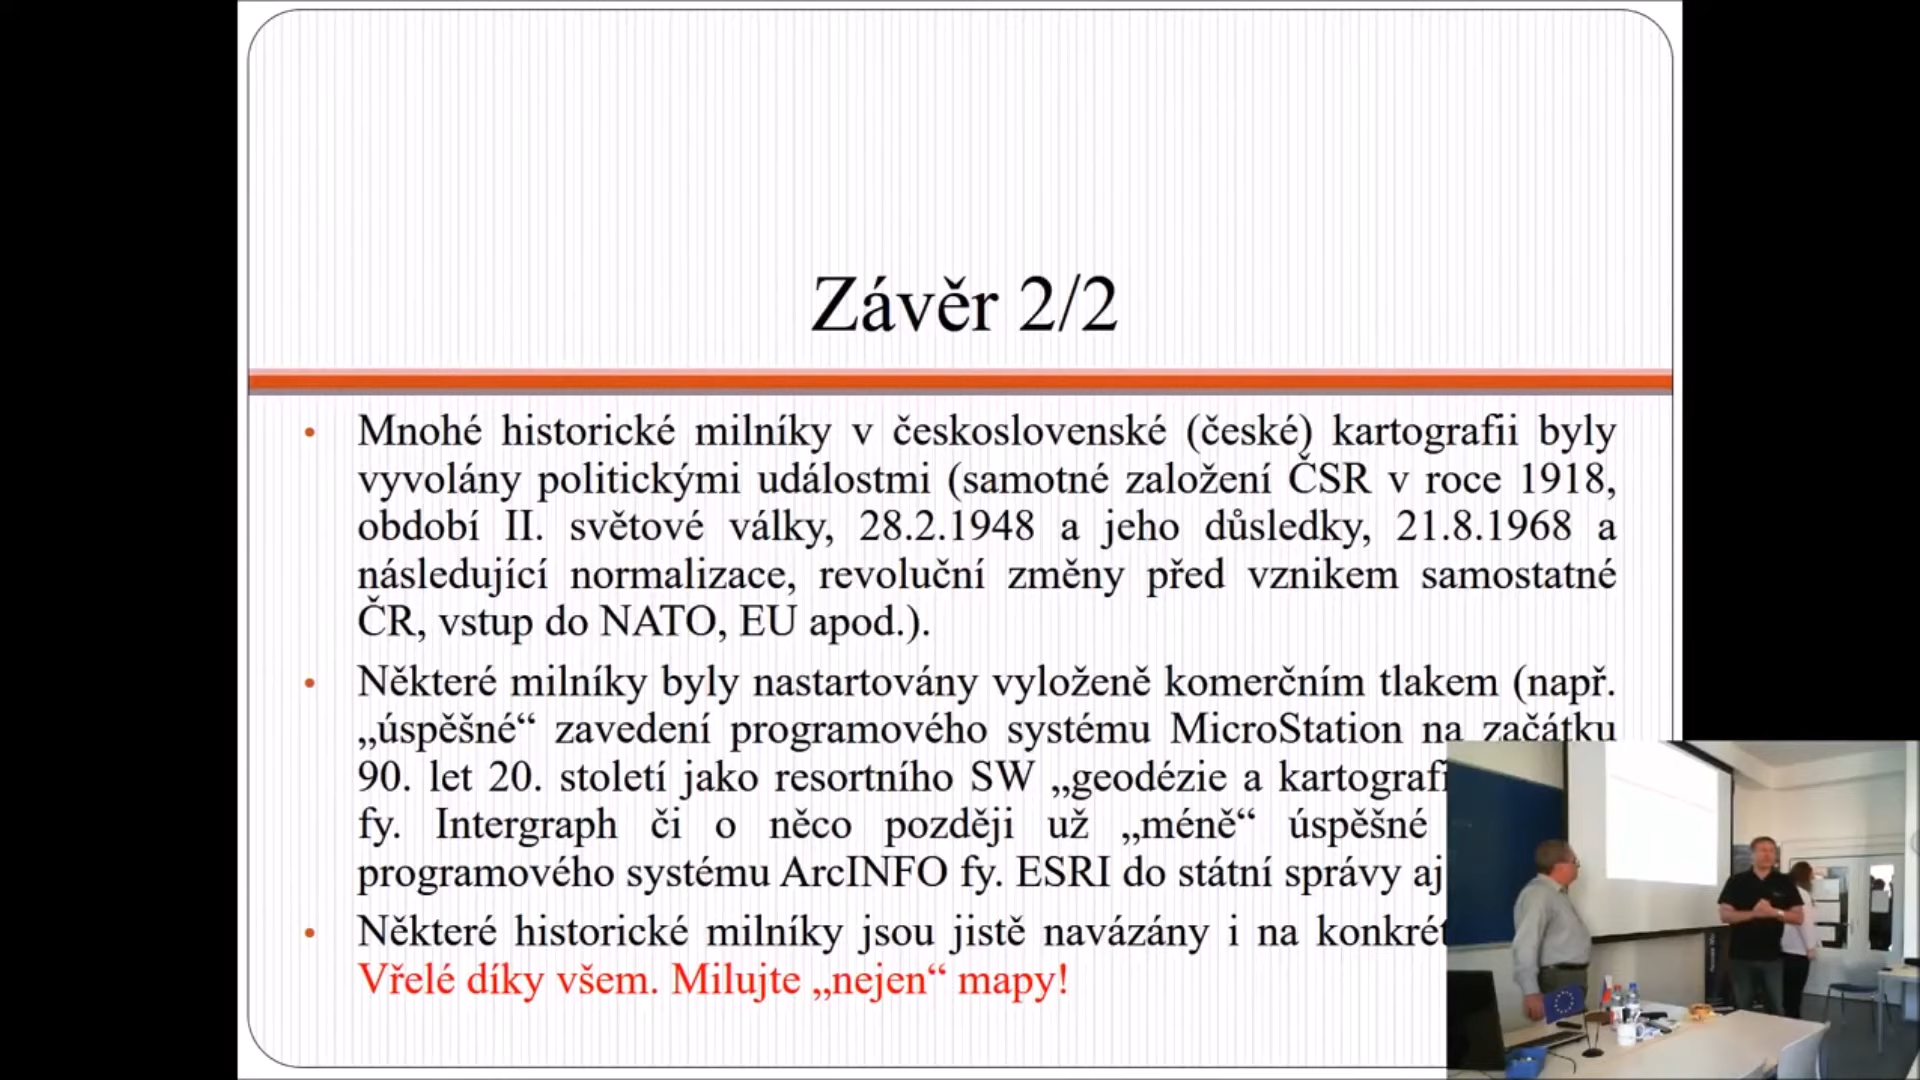 Závěr 2/2
• Mnohé historické milníky v československé (české) kartografii byly
vyvolány politickými událostmi (samotné založení ČSR v roce 1918,
období II. světové války, 28.2.1948 a jeho důsledky, 21.8.1968 a
následující normalizace, revoluční změny před vznikem samostatné
ČR, vstup do NATO, EU apod.).
• Některé milníky byly nastartovány vyloženě komerčním tlakem (např.
„úspěšné“ zavedení programového systému MicroStation na začátku
90. let 20. století jako resortního SW „geodézie a kartografi
fy. Intergraph či o něco později už „méně“ úspěšné
programového systému ArcINFO fy. ESRI do státní správy aj
• Některé historické milníky jsou jistě navázány i na konkrét
Vřelé díky všem. Milujte „nejen“ mapy!